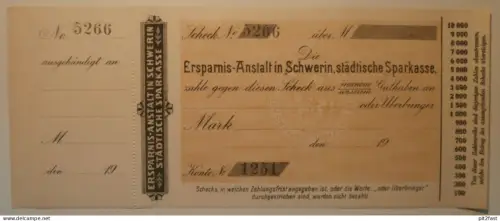 No 5266
ausgehändigt an
M
den 19
ERSPARNIS-ANSTALT IN SCHWERIN
STÄDTISCHE SPARKASSE
Scheck No 5266 über M
Die
Ersparnis-Anstalt in Schwerin, städtische Sparkasse,
zahle gegen diesen Scheck aus Guthaben an
oder Überbringer
Mark
den 19
Konto No 1251
Schecks, in welchen Zahlungsfrist angegeben ist, oder die Worte „oder Überbringer"
durchgestrichen sind, werden nicht bezahlt.
10 000
9 000
8 000
7 000
6 000
5 000
4 000
3 000
2 000
1 000
900
800
700
600
500
400
300
200
100